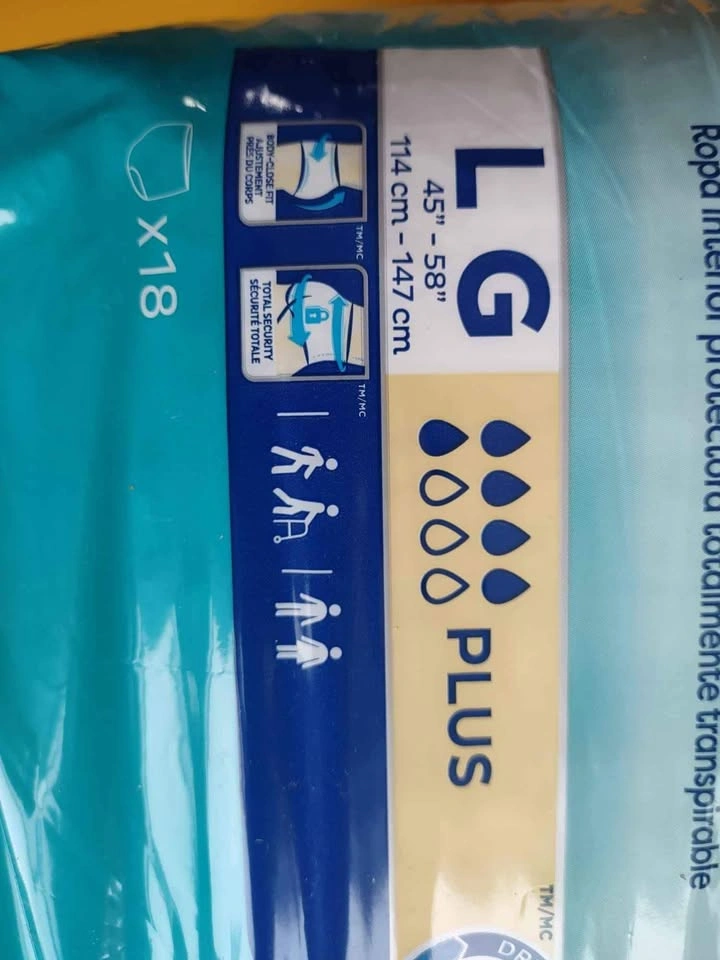 Ropa interior protectora totalmente transpirable
L G
45” - 58”
114 cm - 147 cm
PLUS
TM/MC
BODY-CLOSE FIT
AJUSTEMENT
PRÈS DU CORPS
TM/MC
TOTAL SECURITY
SÉCURITÉ TOTALE
TM/MC
x18